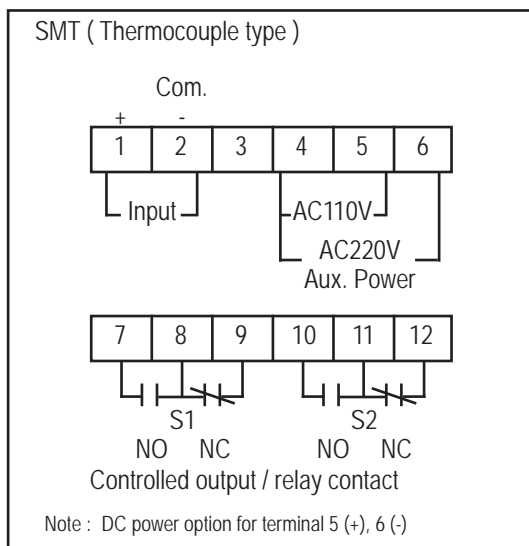 SMT ( Thermocouple type )
Com.
+ -
1 2 3 4 5 6
Input AC110V
AC220V
Aux. Power
7 8 9 10 11 12
S1 S2
NO NC NO NC
Controlled output / relay contact
Note : DC power option for terminal 5 (+), 6 (-)